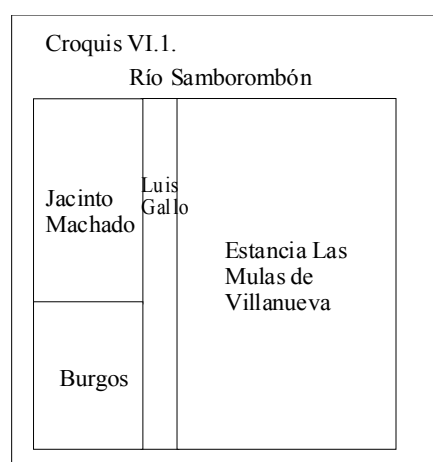 Croquis VI.1.
Río Samborombón
Jacinto
Machado
Luis
Gallo
Estancia Las
Mulas de
Villanueva
Burgos